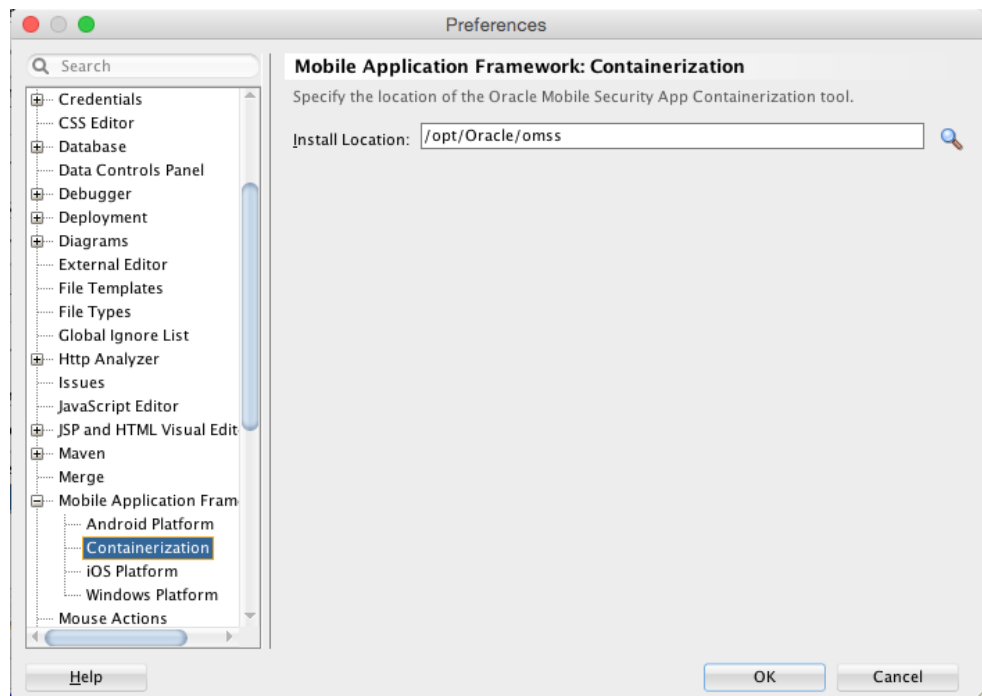 Preferences
Search
Credentials
CSS Editor
Database
Data Controls Panel
Debugger
Deployment
Diagrams
External Editor
File Templates
File Types
Global Ignore List
Http Analyzer
Issues
JavaScript Editor
JSP and HTML Visual Edit
Maven
Merge
Mobile Application Fram
Android Platform
Containerization
iOS Platform
Windows Platform
Mouse Actions
Mobile Application Framework: Containerization
Specify the location of the Oracle Mobile Security App Containerization tool.
Install Location: /opt/Oracle/omss
Help
OK
Cancel